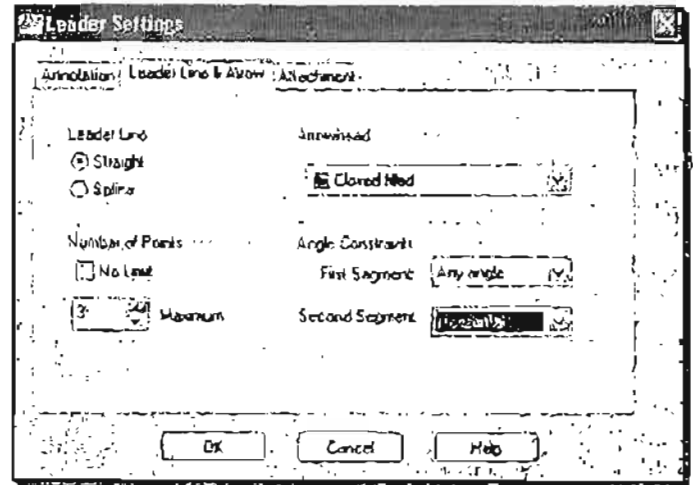 Leader Settings
Annotation Leader Line & Arrow Attachment
Leader Line
Straight
Spline
Arrowhead
Closed filled
Number of Points
No Limit
3 Maximum
Angle Constraints
First Segment: Any angle
Second Segment: Horizontal
OK Cancel Help